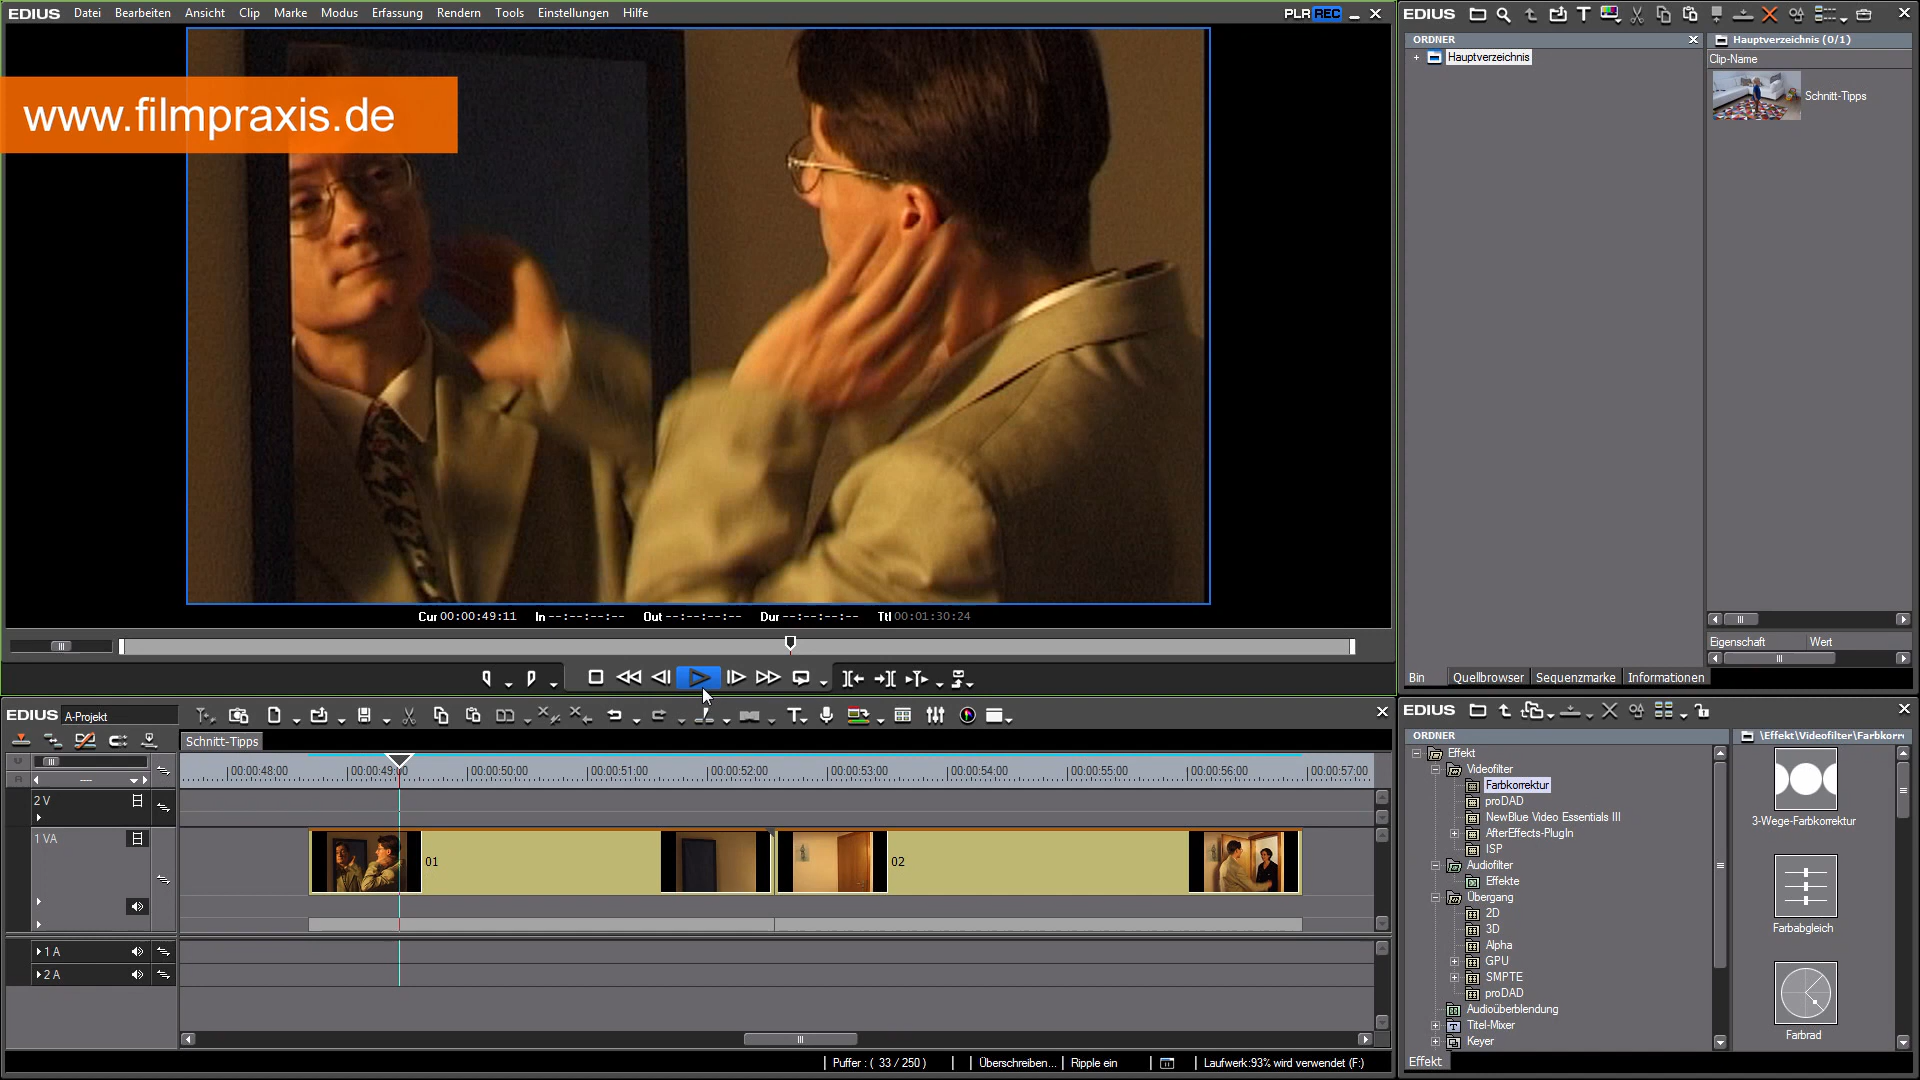 EDIUS Datei Bearbeiten Ansicht Clip Marke Modus Erfassung Rendern Tools Einstellungen Hilfe PLR REC
www.filmpraxis.de
Cur 00:00:49:11 In --:--:--:-- Out --:--:--:-- Dur --:--:--:-- Ttl 00:01:30:24
EDIUS
ORDNER
Hauptverzeichnis
Hauptverzeichnis (0/1)
Clip-Name
Schnitt-Tipps
Eigenschaft Wert
Bin Quellbrowser Sequenzmarke Informationen
EDIUS A-Projekt
Schnitt-Tipps
00:00:48:00 00:00:49:00 00:00:50:00 00:00:51:00 00:00:52:00 00:00:53:00 00:00:54:00 00:00:55:00 00:00:56:00 00:00:57:00
2 V
1 VA
01
02
1 A
2 A
Puffer : ( 33 / 250 ) Überschreiben... Ripple ein Laufwerk:93% wird verwendet (F:)
EDIUS
ORDNER
Effekt
Videofilter
Farbkorrektur
proDAD
NewBlue Video Essentials III
AfterEffects-PlugIn
ISP
Audiofilter
Effekte
Übergang
2D
3D
Alpha
GPU
SMPTE
proDAD
Audioüberblendung
Titel-Mixer
Keyer
Effekt
\Effekt\Videofilter\Farbkorr
3-Wege-Farbkorrektur
Farbabgleich
Farbrad